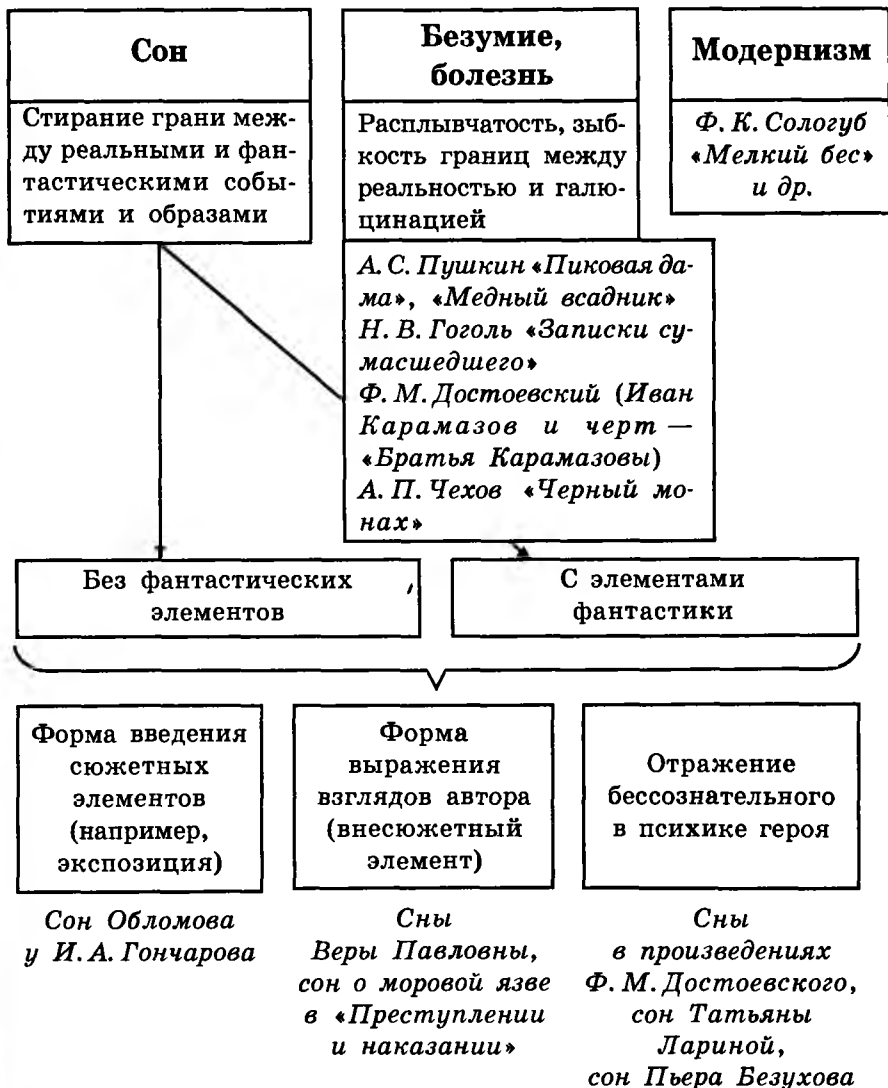 Сон
Стирание грани меж-
ду реальными и фан-
тастическими собы-
тиями и образами
Безумие,
болезнь
Расплывчатость, зыб-
кость границ между
реальностью и галю-
цинацией
А. С. Пушкин «Пиковая да-
ма», «Медный всадник»
Н. В. Гоголь «Записки су-
масшедшего»
Ф. М. Достоевский (Иван
Карамазов и черт —
«Братья Карамазовы)
А. П. Чехов «Черный мо-
нах»
Модернизм
Ф. К. Сологуб
«Мелкий бес»
и др.
Без фантастических
элементов
С элементами
фантастики
Форма введения
сюжетных
элементов
(например,
экспозиция)
Сон Обломова
у И. А. Гончарова
Форма
выражения
взглядов автора
(внесюжетный
элемент)
Сны
Веры Павловны,
сон о моровой язве
в «Преступлении
и наказании»
Отражение
бессознательного
в психике героя
Сны
в произведениях
Ф. М. Достоевского,
сон Татьяны
Лариной,
сон Пьера Безухова